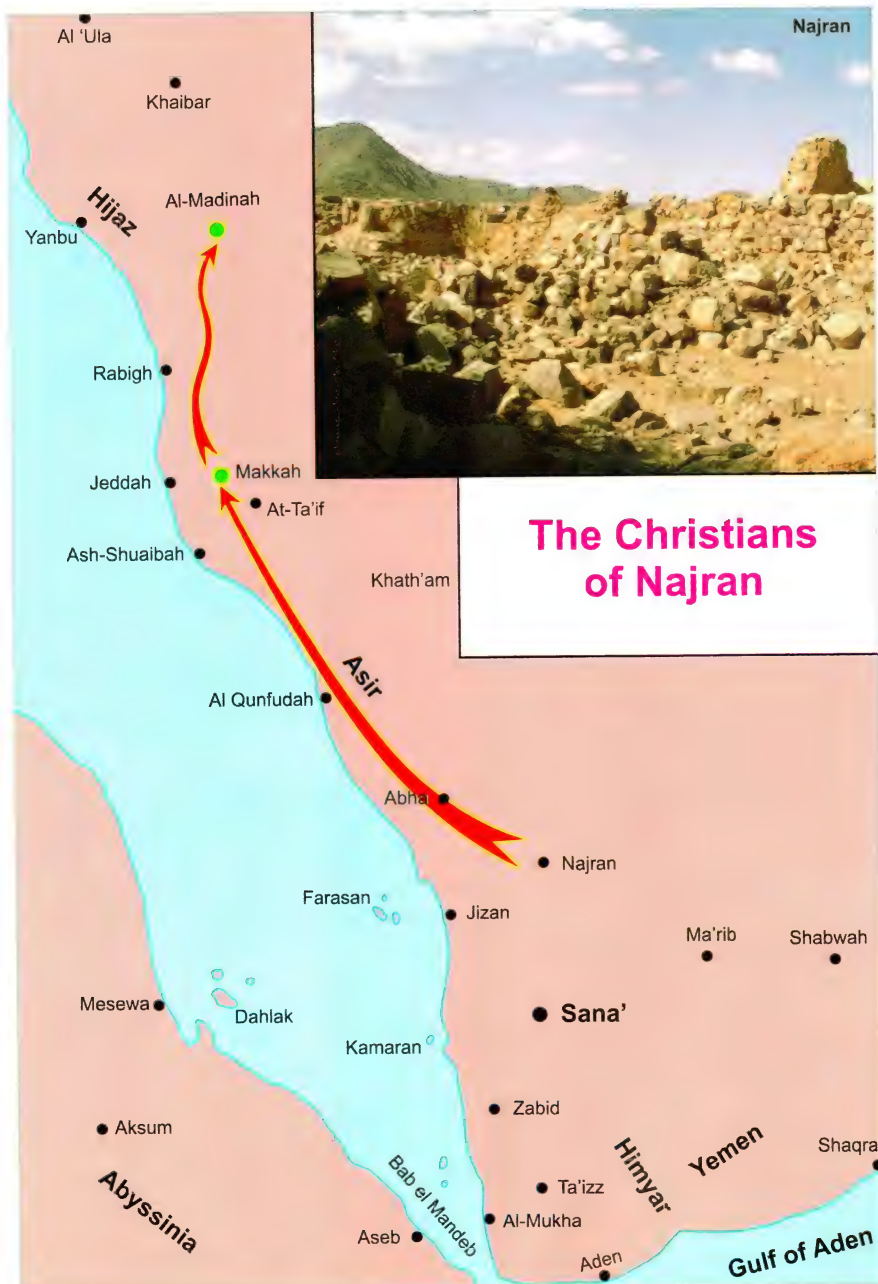 Najran
Al ‘Ula
Khaibar
Hijaz
Al-Madinah
Yanbu
Rabigh
Makkah
Jeddah
At-Ta’if
The Christians
of Najran
Ash-Shuaibah
Khath’am
Asir
Al Qunfudah
Abha
Najran
Farasan
Jizan
Ma’rib
Shabwah
Mesewa
Dahlak
Sana’
Kamaran
Zabid
Aksum
Himyar
Yemen
Shaqra
Abyssinia
Bab el Mandeb
Ta’izz
Al-Mukha
Aseb
Aden
Gulf of Aden